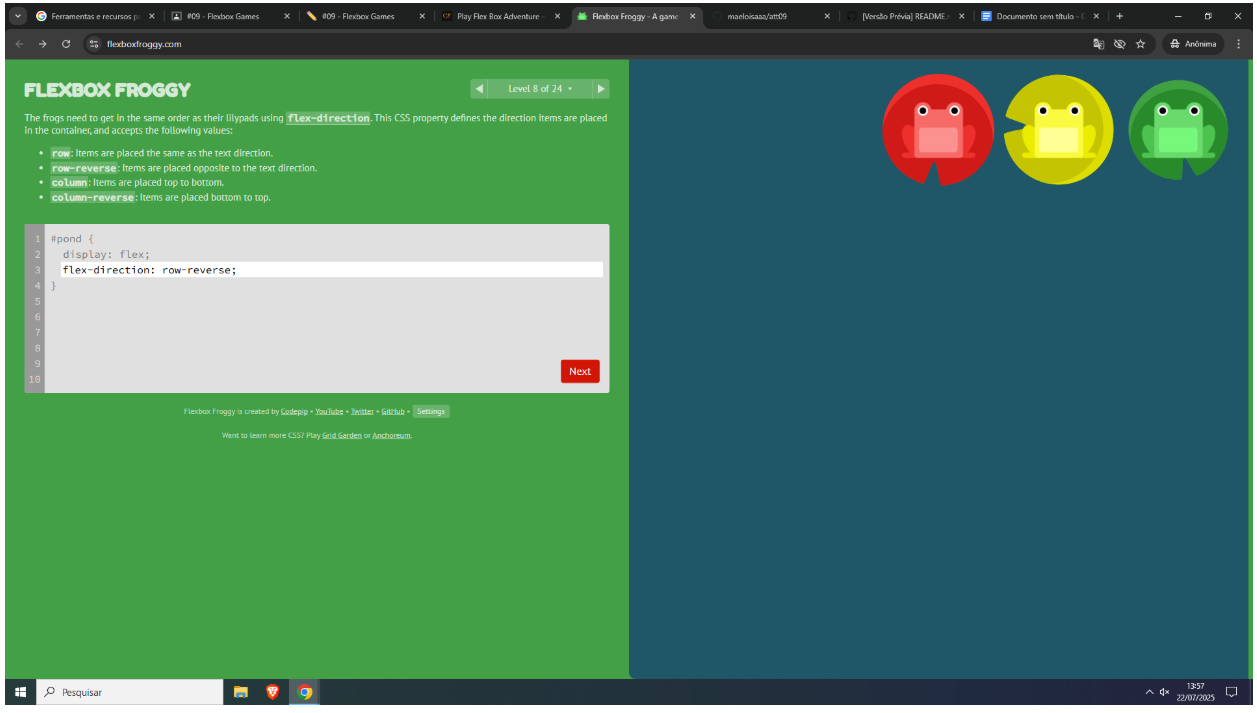 Ferramentas e recursos pa
#09 - Flexbox Games
#09 - Flexbox Games
Play Flex Box Adventure -
Flexbox Froggy - A game
maeloisaaa/att09
[Versão Prévia] README.m
Documento sem título - D
flexboxfroggy.com
Anônima
FLEXBOX FROGGY
Level 8 of 24
The frogs need to get in the same order as their lilypads using flex-direction. This CSS property defines the direction items are placed
in the container, and accepts the following values:
• row: Items are placed the same as the text direction.
• row-reverse: Items are placed opposite to the text direction.
• column: Items are placed top to bottom.
• column-reverse: Items are placed bottom to top.
1 #pond {
2 display: flex;
3 flex-direction: row-reverse;
4 }
5
6
7
8
9
10
Next
Flexbox Froggy is created by Codepip • YouTube • Twitter • GitHub • Settings
Want to learn more CSS? Play Grid Garden or Anchoreum.
Pesquisar
13:57
22/07/2025